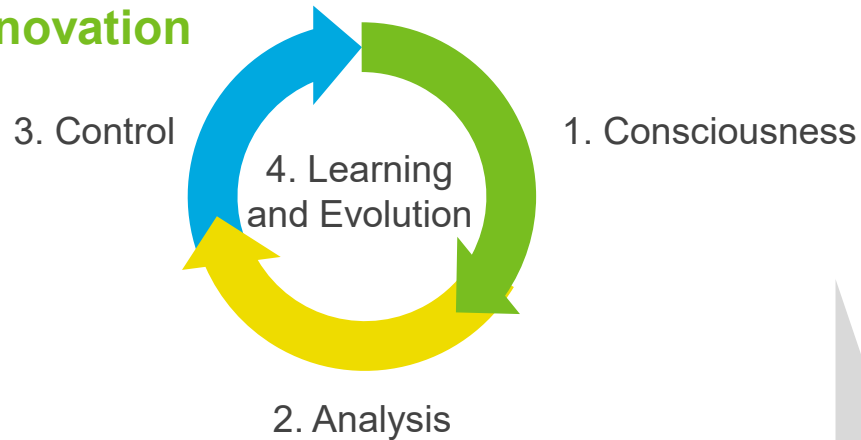 novation
3. Control
1. Consciousness
4. Learning
and Evolution
2. Analysis